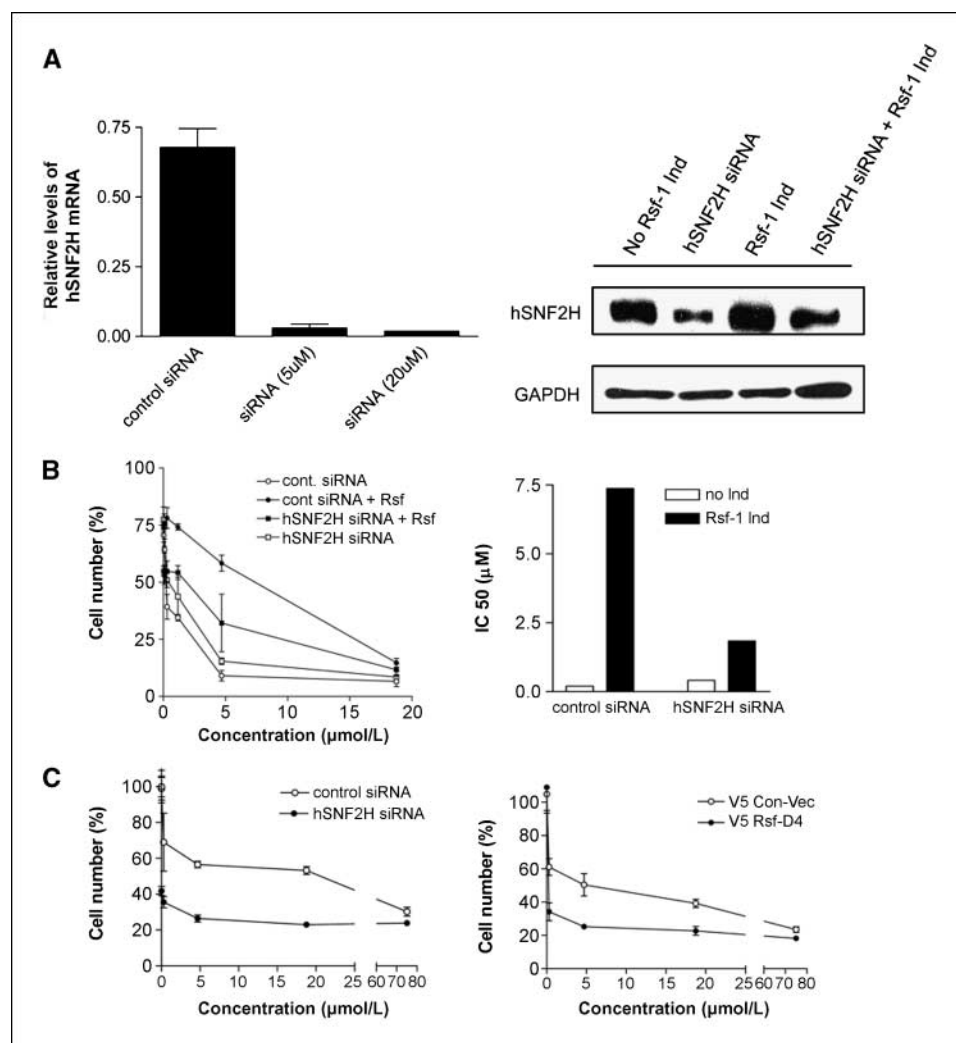 A
Relative levels of
hSNF2H mRNA
0.75
0.50
0.25
0.00
control siRNA
siRNA (5uM)
siRNA (20uM)
No Rsf-1 Ind
hSNF2H siRNA
Rsf-1 Ind
hSNF2H siRNA + Rsf-1 Ind
hSNF2H
GAPDH
B
Cell number (%)
100
75
50
25
0
0 5 10 15 20
Concentration (µmol/L)
cont. siRNA
cont siRNA + Rsf
hSNF2H siRNA + Rsf
hSNF2H siRNA
IC 50 (µM)
7.5
5.0
2.5
0.0
no Ind
Rsf-1 Ind
control siRNA
hSNF2H siRNA
C
Cell number (%)
100
80
60
40
20
0
0 5 10 15 20 25 60 70 80
Concentration (µmol/L)
control siRNA
hSNF2H siRNA
Cell number (%)
100
80
60
40
20
0
0 5 10 15 20 25 60 70 80
Concentration (µmol/L)
V5 Con-Vec
V5 Rsf-D4